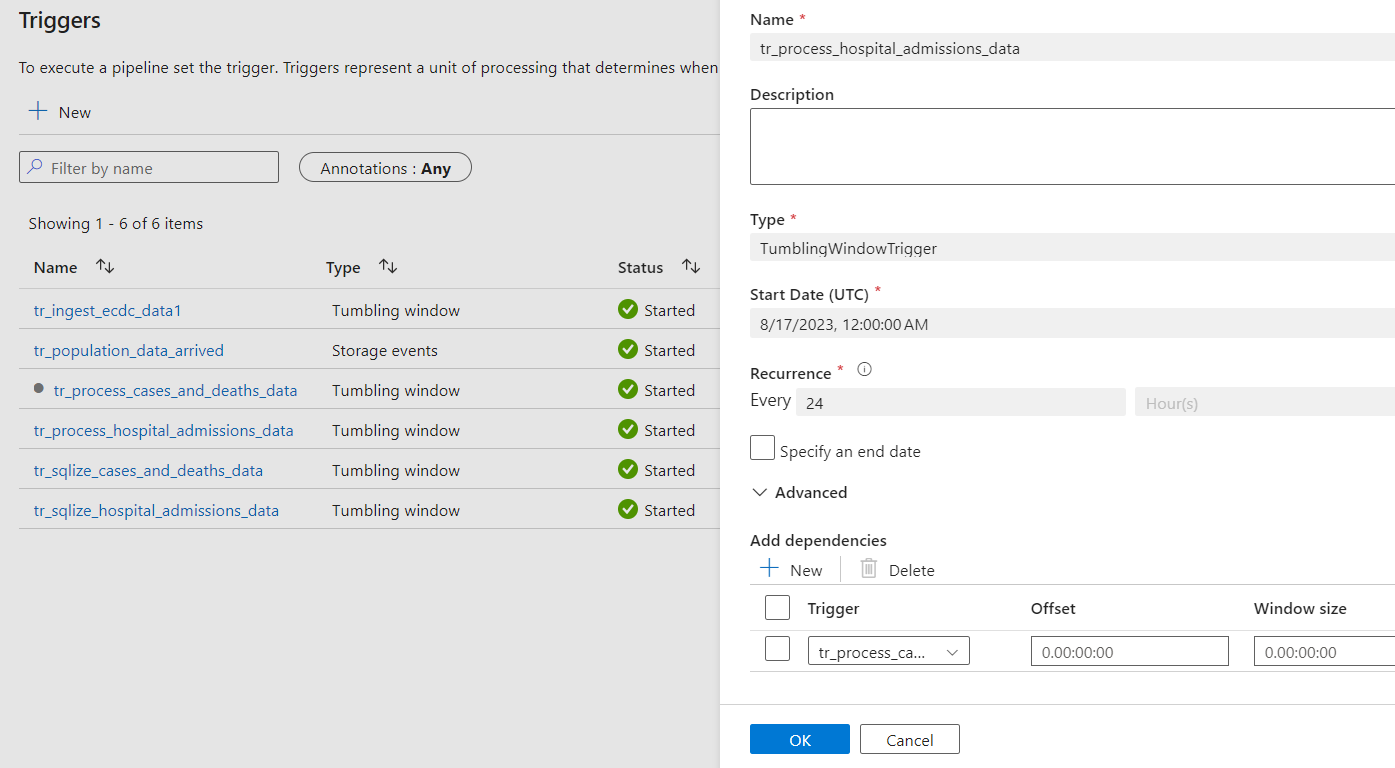 Triggers
To execute a pipeline set the trigger. Triggers represent a unit of processing that determines when
New
Filter by name
Annotations : Any
Showing 1 - 6 of 6 items
Name Type Status
tr_ingest_ecdc_data1 Tumbling window Started
tr_population_data_arrived Storage events Started
tr_process_cases_and_deaths_data Tumbling window Started
tr_process_hospital_admissions_data Tumbling window Started
tr_sqlize_cases_and_deaths_data Tumbling window Started
tr_sqlize_hospital_admissions_data Tumbling window Started
Name *
tr_process_hospital_admissions_data
Description
Type *
TumblingWindowTrigger
Start Date (UTC) *
8/17/2023, 12:00:00 AM
Recurrence *
Every 24 Hour(s)
Specify an end date
Advanced
Add dependencies
New Delete
Trigger Offset Window size
tr_process_ca... 0.00:00:00 0.00:00:00
OK Cancel